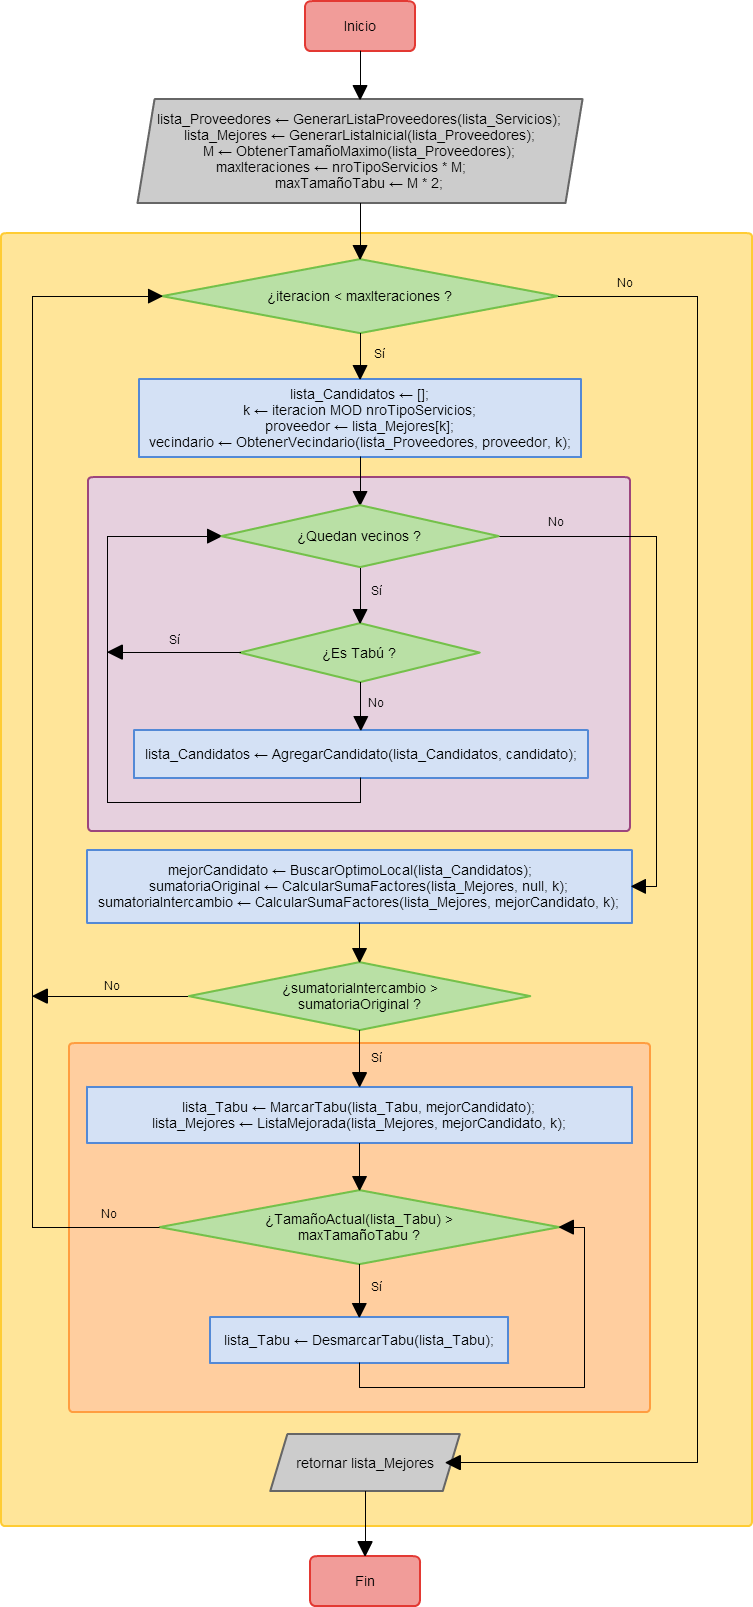 Inicio
lista_Proveedores ← GenerarListaProveedores(lista_Servicios);
lista_Mejores ← GenerarListaInicial(lista_Proveedores);
M ← ObtenerTamañoMaximo(lista_Proveedores);
maxIteraciones ← nroTipoServicios * M;
maxTamañoTabu ← M * 2;
¿iteracion < maxIteraciones ?
No
Sí
lista_Candidatos ← [];
k ← iteracion MOD nroTipoServicios;
proveedor ← lista_Mejores[k];
vecindario ← ObtenerVecindario(lista_Proveedores, proveedor, k);
¿Quedan vecinos ?
No
Sí
¿Es Tabú ?
Sí
No
lista_Candidatos ← AgregarCandidato(lista_Candidatos, candidato);
mejorCandidato ← BuscarOptimoLocal(lista_Candidatos);
sumatoriaOriginal ← CalcularSumaFactores(lista_Mejores, null, k);
sumatoriaIntercambio ← CalcularSumaFactores(lista_Mejores, mejorCandidato, k);
¿sumatoriaIntercambio >
sumatoriaOriginal ?
No
Sí
lista_Tabu ← MarcarTabu(lista_Tabu, mejorCandidato);
lista_Mejores ← ListaMejorada(lista_Mejores, mejorCandidato, k);
¿TamañoActual(lista_Tabu) >
maxTamañoTabu ?
No
Sí
lista_Tabu ← DesmarcarTabu(lista_Tabu);
retornar lista_Mejores
Fin